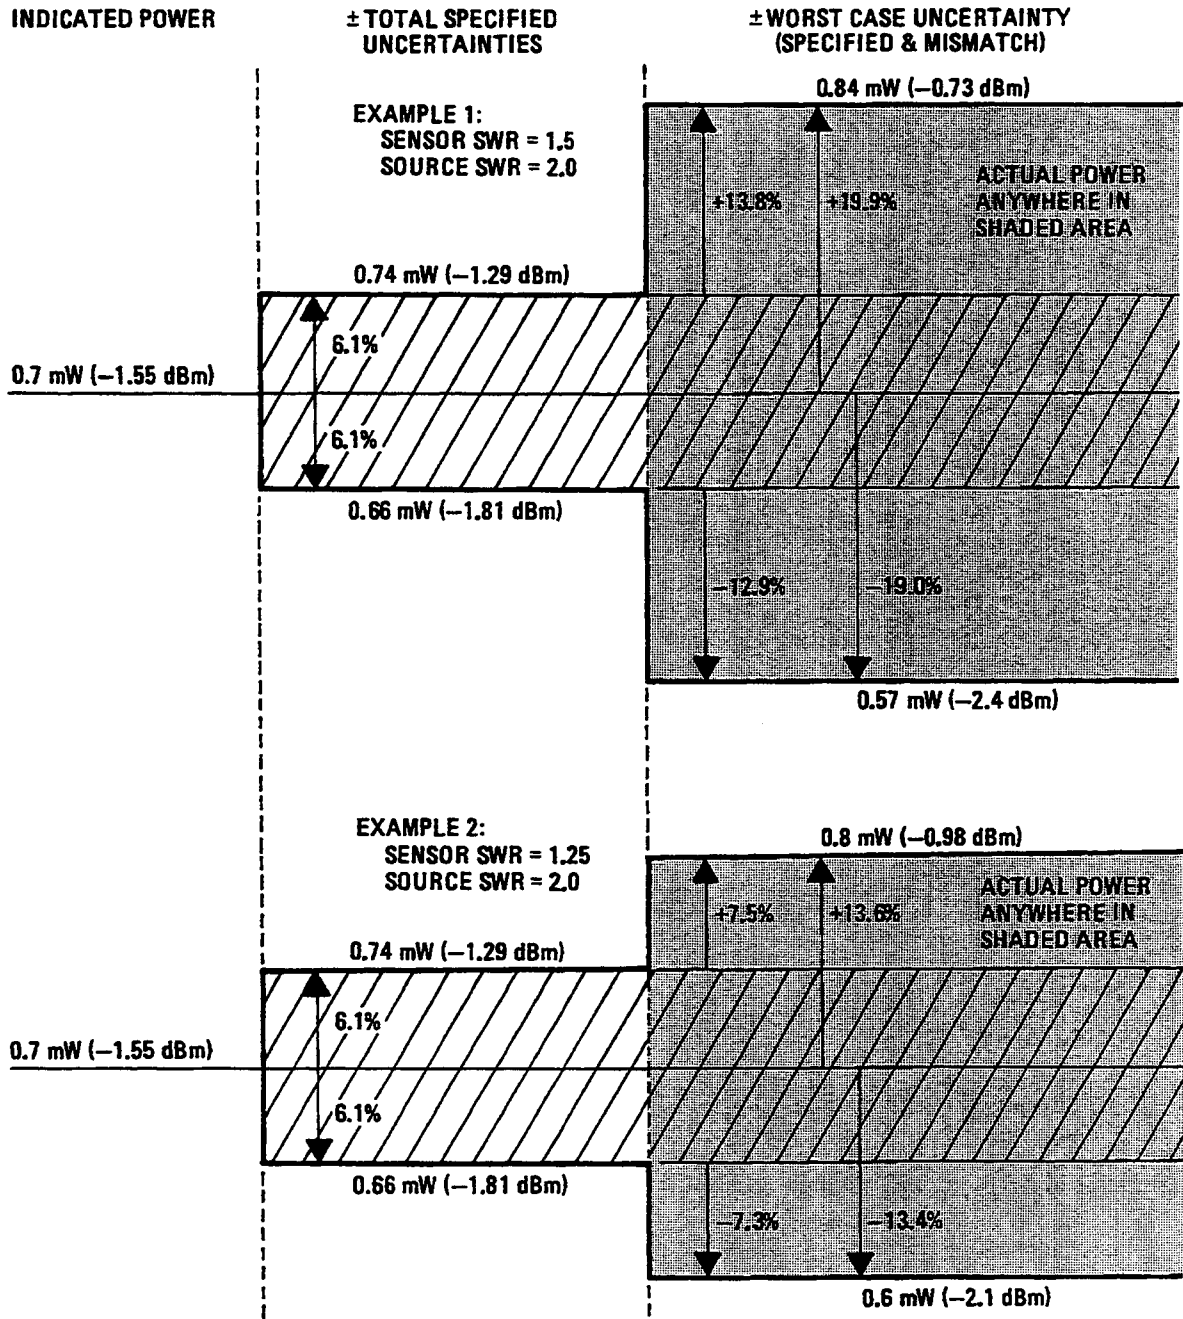 INDICATED POWER
± TOTAL SPECIFIED
UNCERTAINTIES
± WORST CASE UNCERTAINTY
(SPECIFIED & MISMATCH)
0.84 mW (−0.73 dBm)
EXAMPLE 1:
SENSOR SWR = 1.5
SOURCE SWR = 2.0
ACTUAL POWER
ANYWHERE IN
SHADED AREA
+13.8%
+19.9%
0.74 mW (−1.29 dBm)
6.1%
0.7 mW (−1.55 dBm)
6.1%
0.66 mW (−1.81 dBm)
−12.9%
−19.0%
0.57 mW (−2.4 dBm)
EXAMPLE 2:
SENSOR SWR = 1.25
SOURCE SWR = 2.0
0.8 mW (−0.98 dBm)
ACTUAL POWER
ANYWHERE IN
SHADED AREA
+7.5%
+13.6%
0.74 mW (−1.29 dBm)
6.1%
0.7 mW (−1.55 dBm)
6.1%
0.66 mW (−1.81 dBm)
−7.3%
−13.4%
0.6 mW (−2.1 dBm)